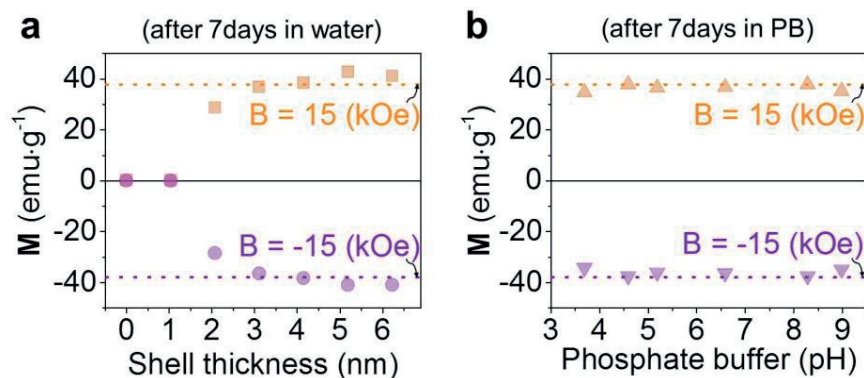 a
(after 7days in water)
40
20
0
-20
-40
M (emu·g⁻¹)
B = 15 (kOe)
B = -15 (kOe)
0 1 2 3 4 5 6
Shell thickness (nm)
b
(after 7days in PB)
40
20
0
-20
-40
M (emu·g⁻¹)
B = 15 (kOe)
B = -15 (kOe)
3 4 5 6 7 8 9
Phosphate buffer (pH)